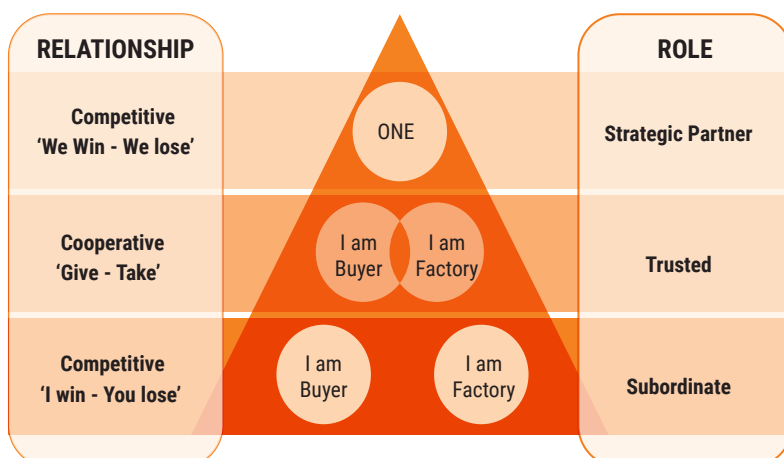 RELATIONSHIP
ROLE
Competitive
‘We Win - We lose’
ONE
Strategic Partner
Cooperative
‘Give - Take’
I am
Buyer
I am
Factory
Trusted
Competitive
‘I win - You lose’
I am
Buyer
I am
Factory
Subordinate